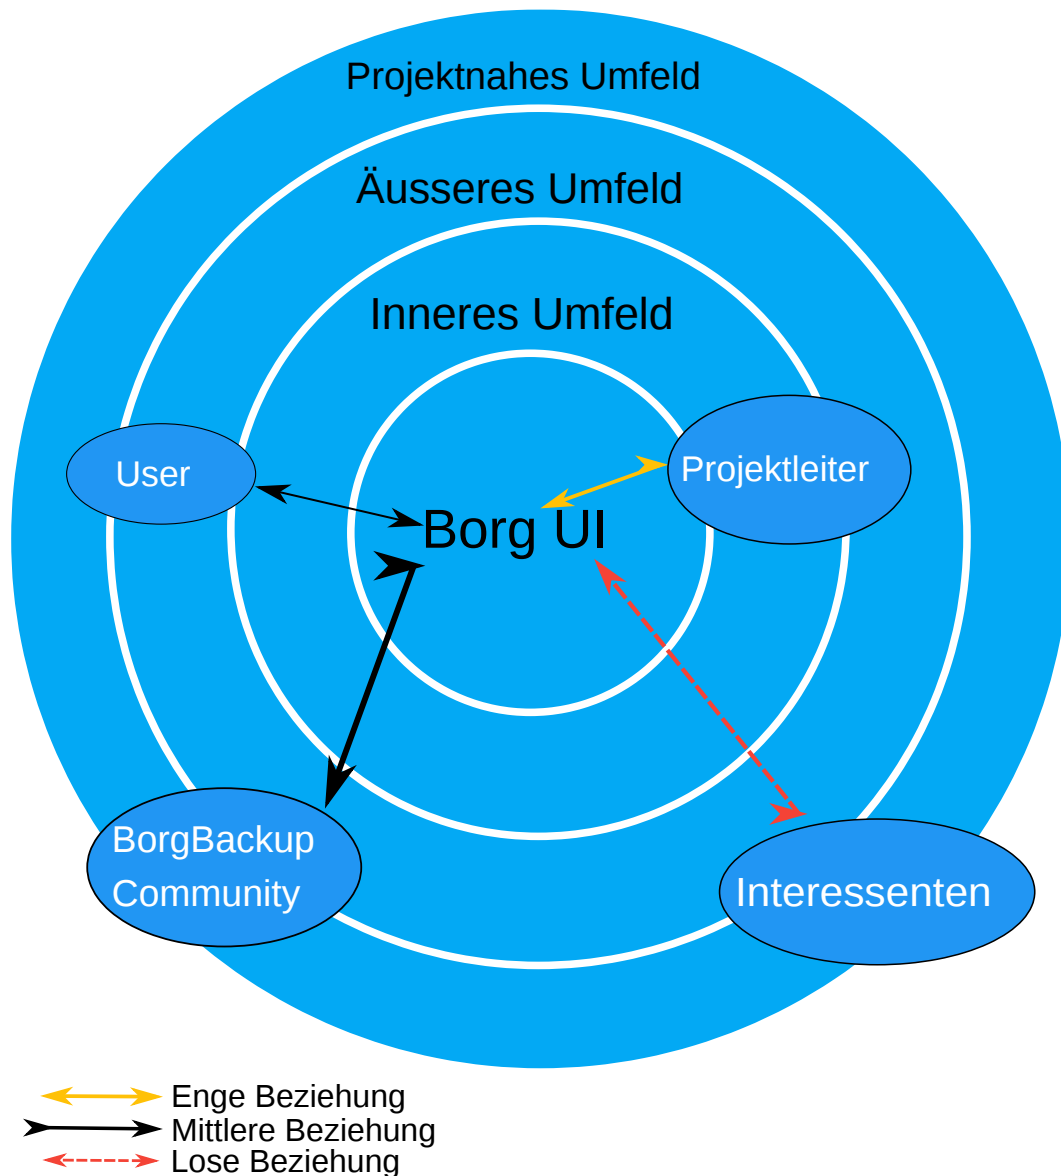 Projektnahes Umfeld
Äusseres Umfeld
Inneres Umfeld
User
Projektleiter
Borg UI
BorgBackup
Community
Interessenten
Enge Beziehung
Mittlere Beziehung
Lose Beziehung